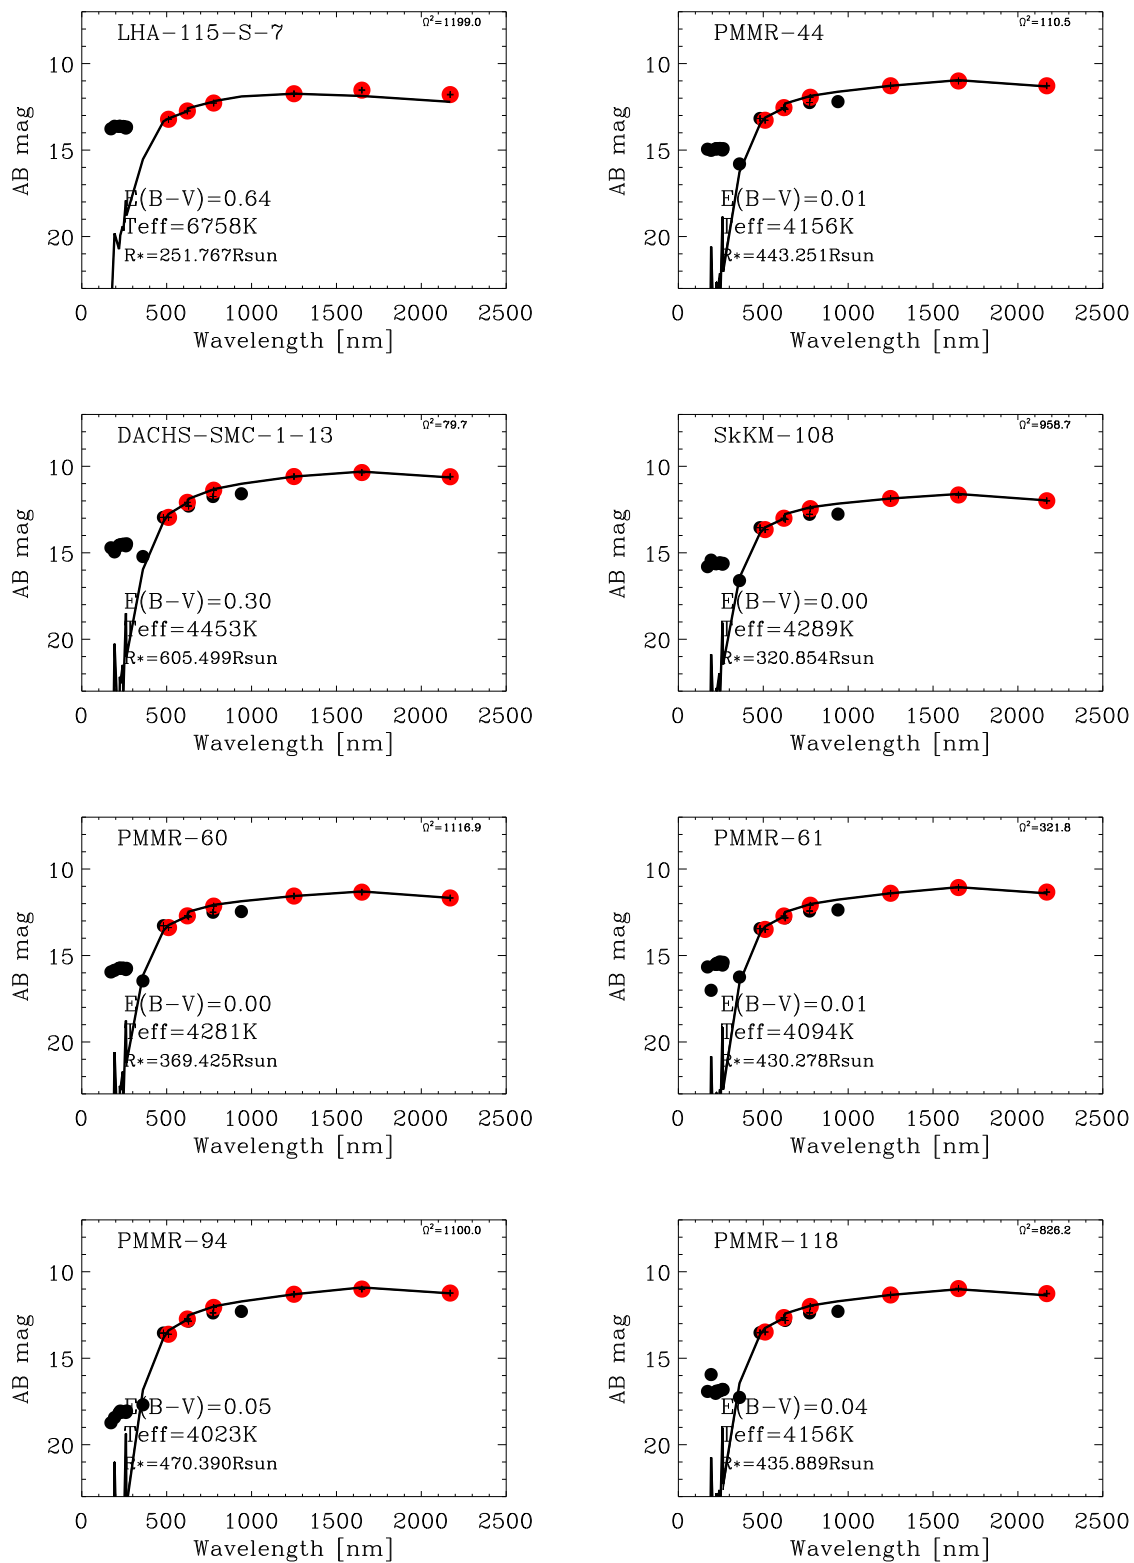 LHA-115-S-7
Ω²=1199.0
10
15
20
AB mag
E(B-V)=0.64
Teff=6758K
R*=251.767Rsun
0 500 1000 1500 2000 2500
Wavelength [nm]
PMMR-44
Ω²=110.5
10
15
20
AB mag
E(B-V)=0.01
Teff=4156K
R*=443.251Rsun
0 500 1000 1500 2000 2500
Wavelength [nm]
DACHS-SMC-1-13
Ω²=79.7
10
15
20
AB mag
E(B-V)=0.30
Teff=4453K
R*=605.499Rsun
0 500 1000 1500 2000 2500
Wavelength [nm]
SkKM-108
Ω²=958.7
10
15
20
AB mag
E(B-V)=0.00
Teff=4289K
R*=320.854Rsun
0 500 1000 1500 2000 2500
Wavelength [nm]
PMMR-60
Ω²=1116.9
10
15
20
AB mag
E(B-V)=0.00
Teff=4281K
R*=369.425Rsun
0 500 1000 1500 2000 2500
Wavelength [nm]
PMMR-61
Ω²=321.8
10
15
20
AB mag
E(B-V)=0.01
Teff=4094K
R*=430.278Rsun
0 500 1000 1500 2000 2500
Wavelength [nm]
PMMR-94
Ω²=1100.0
10
15
20
AB mag
E(B-V)=0.05
Teff=4023K
R*=470.390Rsun
0 500 1000 1500 2000 2500
Wavelength [nm]
PMMR-118
Ω²=826.2
10
15
20
AB mag
E(B-V)=0.04
Teff=4156K
R*=435.889Rsun
0 500 1000 1500 2000 2500
Wavelength [nm]